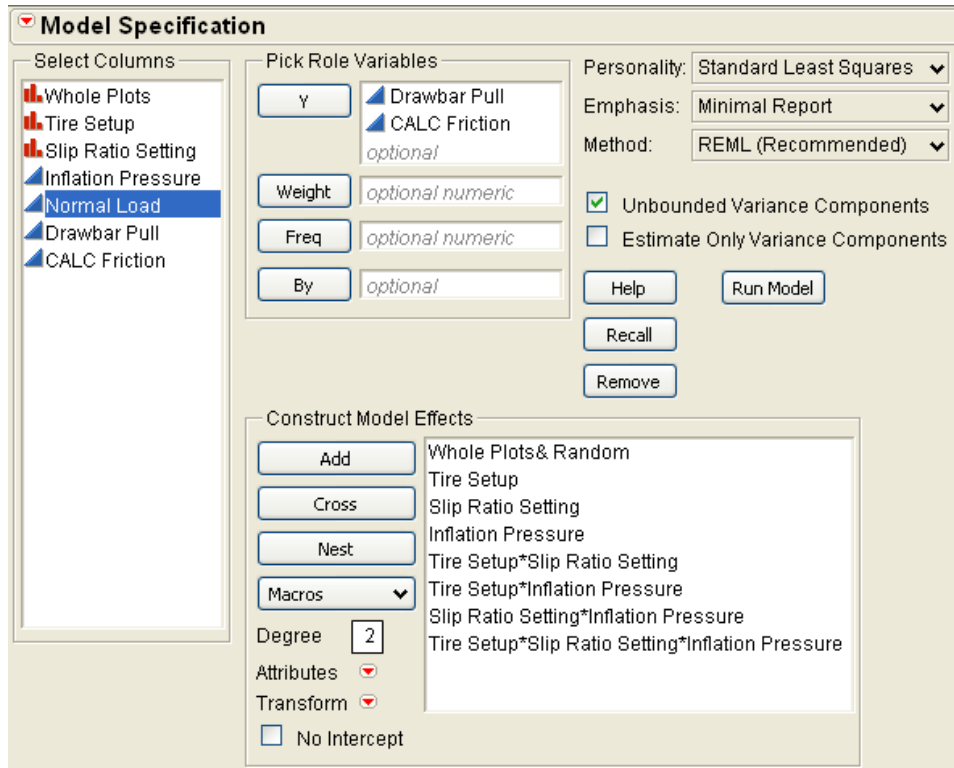 Model Specification
Select Columns
Whole Plots
Tire Setup
Slip Ratio Setting
Inflation Pressure
Normal Load
Drawbar Pull
CALC Friction
Pick Role Variables
Y
Drawbar Pull
CALC Friction
optional
Weight
optional numeric
Freq
optional numeric
By
optional
Personality: Standard Least Squares
Emphasis: Minimal Report
Method: REML (Recommended)
Unbounded Variance Components
Estimate Only Variance Components
Help
Run Model
Recall
Remove
Construct Model Effects
Add
Cross
Nest
Macros
Degree 2
Attributes
Transform
No Intercept
Whole Plots& Random
Tire Setup
Slip Ratio Setting
Inflation Pressure
Tire Setup*Slip Ratio Setting
Tire Setup*Inflation Pressure
Slip Ratio Setting*Inflation Pressure
Tire Setup*Slip Ratio Setting*Inflation Pressure